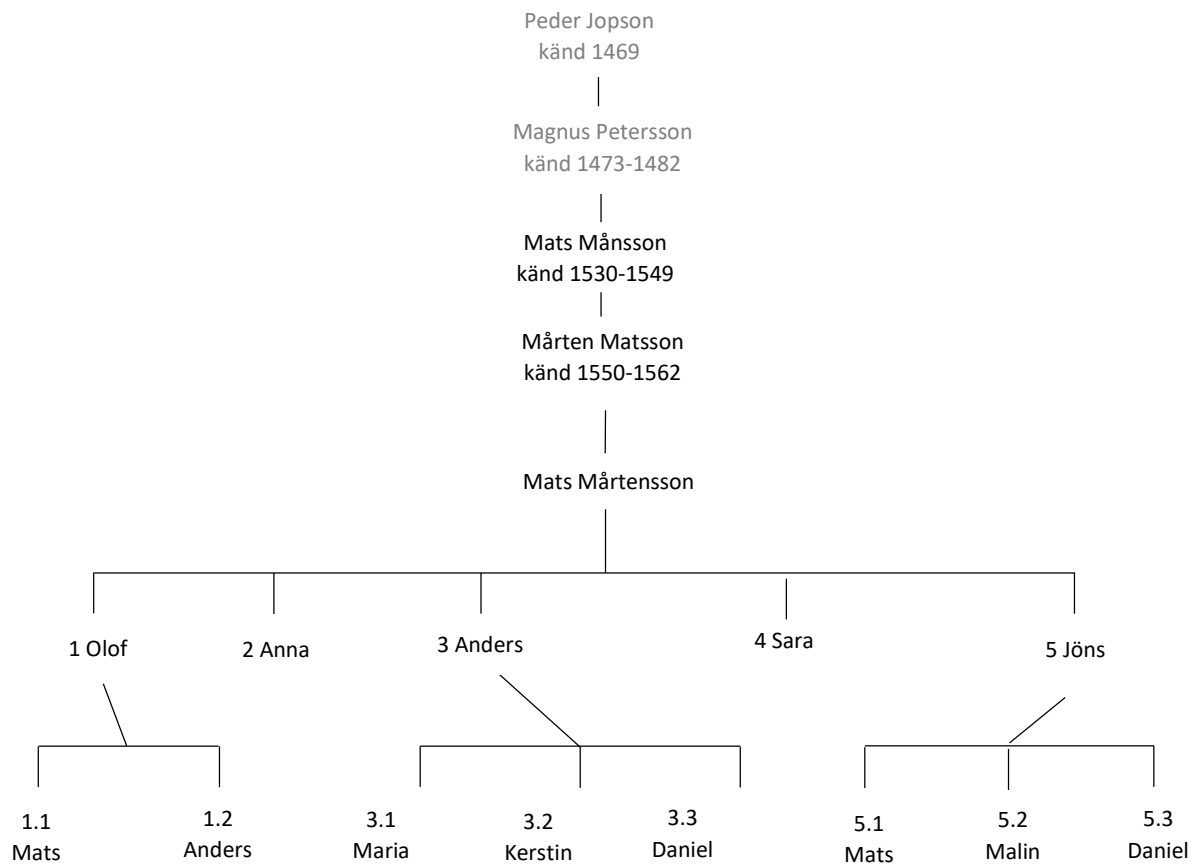 Peder Jopson
känd 1469
Magnus Petersson
känd 1473-1482
Mats Månsson
känd 1530-1549
Mårten Matsson
känd 1550-1562
Mats Mårtensson
1 Olof
2 Anna
3 Anders
4 Sara
5 Jöns
1.1
Mats
1.2
Anders
3.1
Maria
3.2
Kerstin
3.3
Daniel
5.1
Mats
5.2
Malin
5.3
Daniel